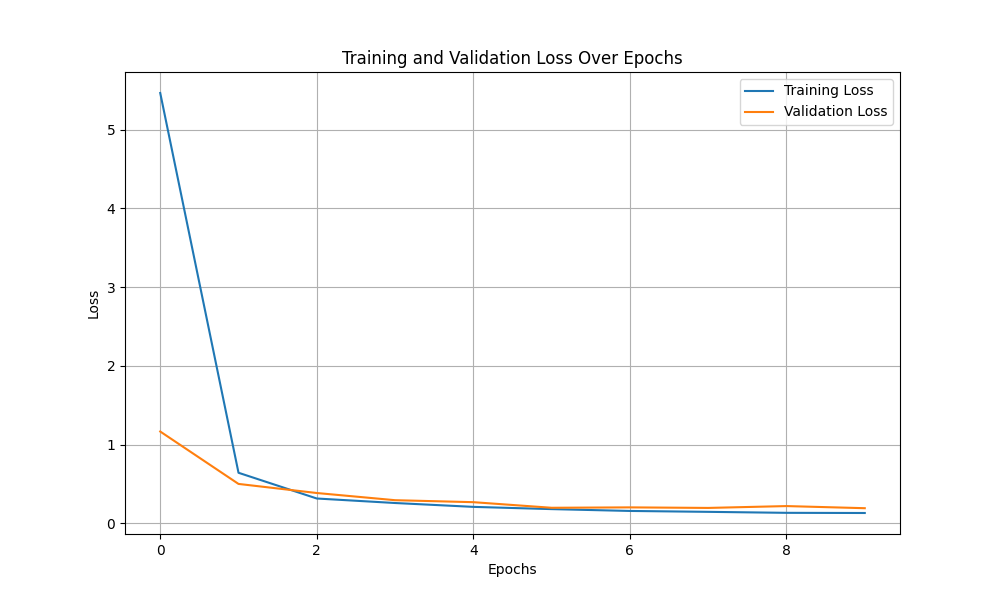 Training and Validation Loss Over Epochs
Training Loss
Validation Loss
5
4
3
2
1
0
Loss
0 2 4 6 8
Epochs